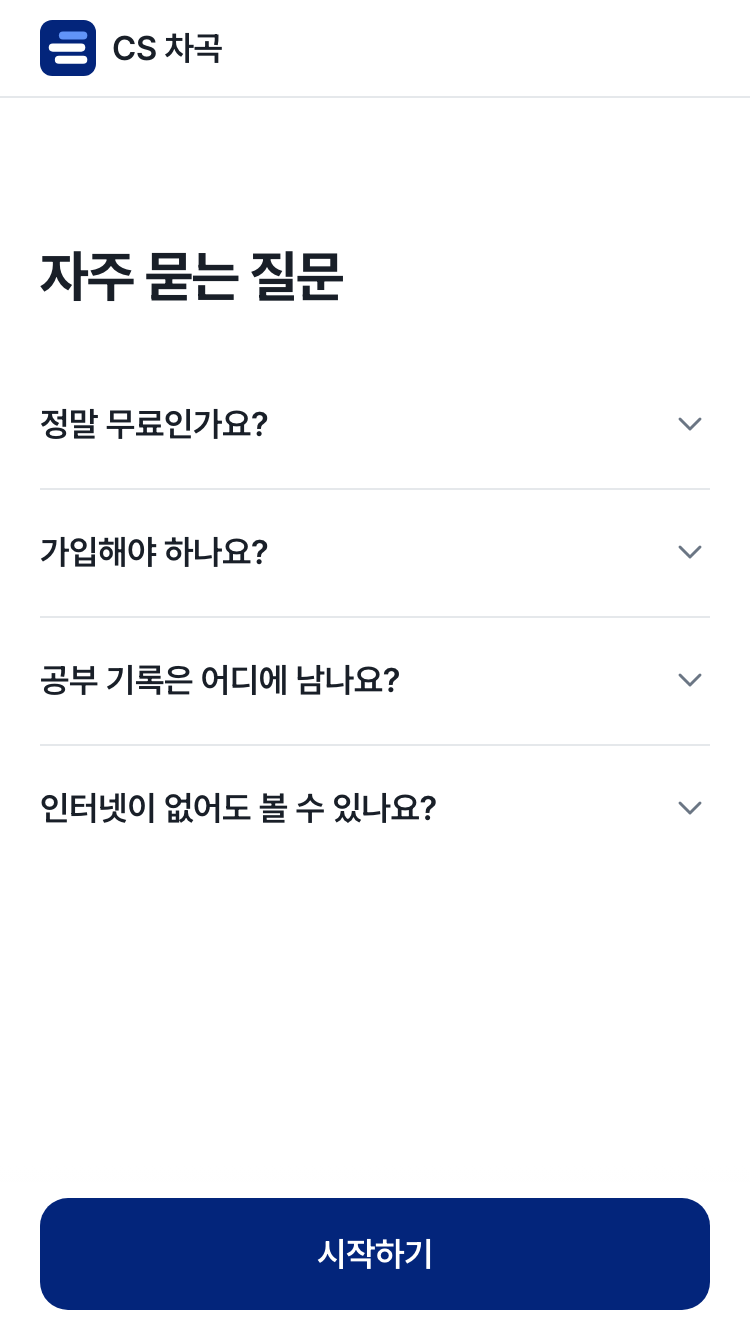 CS 차곡
자주 묻는 질문
정말 무료인가요?
가입해야 하나요?
공부 기록은 어디에 남나요?
인터넷이 없어도 볼 수 있나요?
시작하기